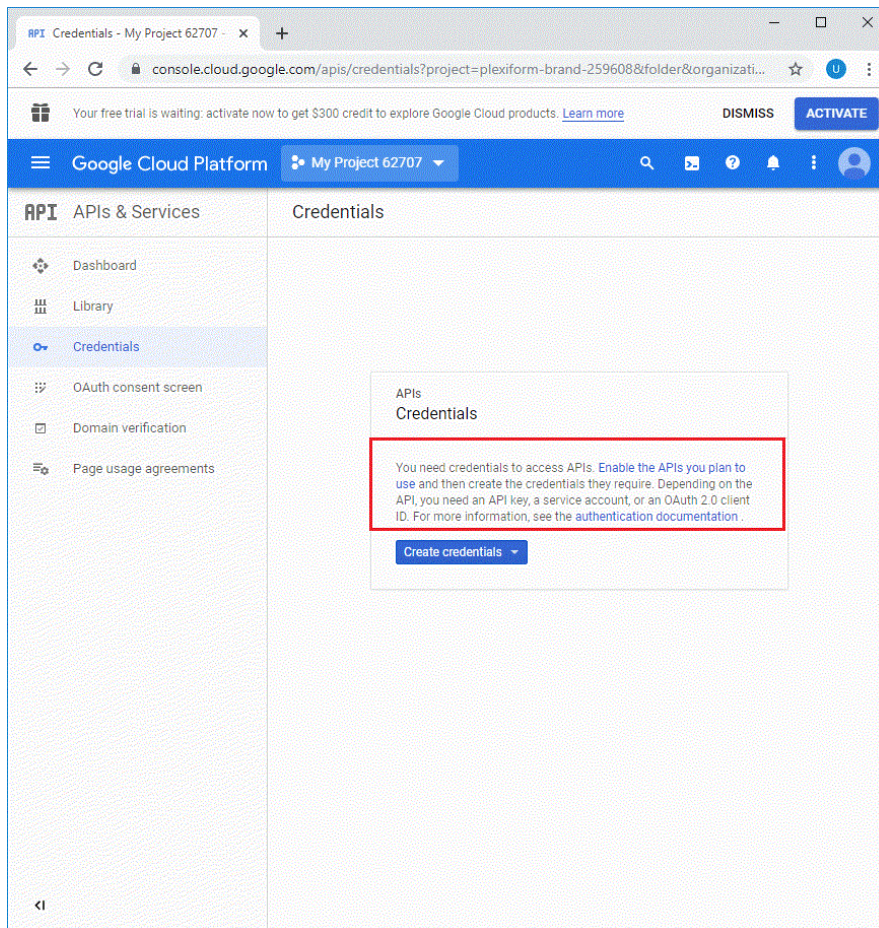 API Credentials - My Project 62707 -
console.cloud.google.com/apis/credentials?project=plexiform-brand-259608&folder&organizati...
U
Your free trial is waiting: activate now to get $300 credit to explore Google Cloud products. Learn more
DISMISS
ACTIVATE
Google Cloud Platform
My Project 62707
API APIs & Services
Credentials
Dashboard
Library
Credentials
OAuth consent screen
Domain verification
Page usage agreements
APIs
Credentials
You need credentials to access APIs. Enable the APIs you plan to
use and then create the credentials they require. Depending on the
API, you need an API key, a service account, or an OAuth 2.0 client
ID. For more information, see the authentication documentation .
Create credentials